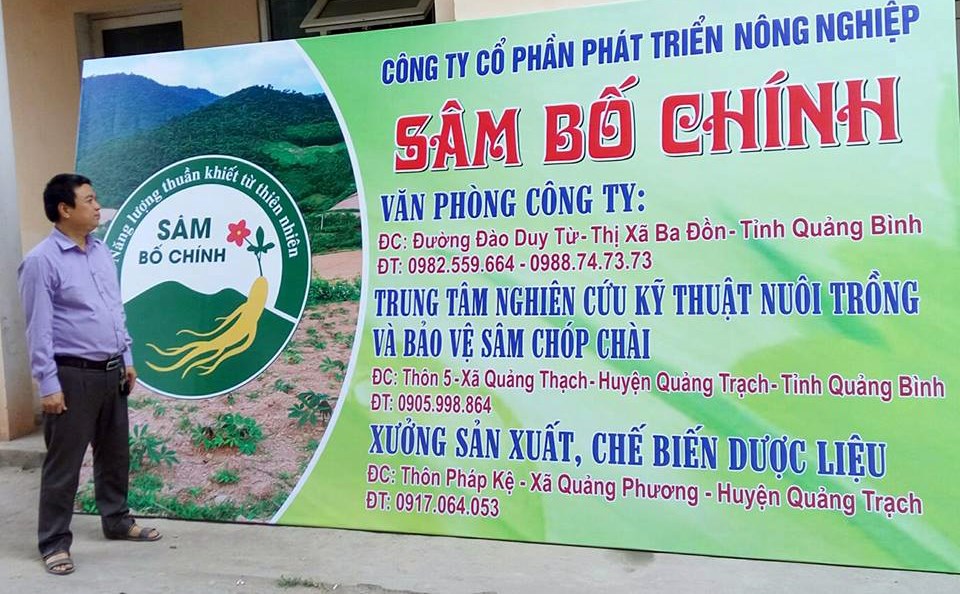 CÔNG TY CỔ PHẦN PHÁT TRIỂN NÔNG NGHIỆP
SÂM BỐ CHÍNH
Năng lượng thuần khiết từ thiên nhiên
SÂM
BỐ CHÍNH
VĂN PHÒNG CÔNG TY:
ĐC: Đường Đào Duy Từ - Thị Xã Ba Đồn - Tỉnh Quảng Bình
ĐT: 0982.559.664 - 0988.74.73.73
TRUNG TÂM NGHIÊN CỨU KỸ THUẬT NUÔI TRỒNG
VÀ BẢO VỆ SÂM CHÓP CHÀI
ĐC: Thôn 5 - Xã Quảng Thạch - Huyện Quảng Trạch - Tỉnh Quảng Bình
ĐT: 0905.998.864
XƯỞNG SẢN XUẤT, CHẾ BIẾN DƯỢC LIỆU
ĐC: Thôn Pháp Kệ - Xã Quảng Phương - Huyện Quảng Trạch
ĐT: 0917.064.053